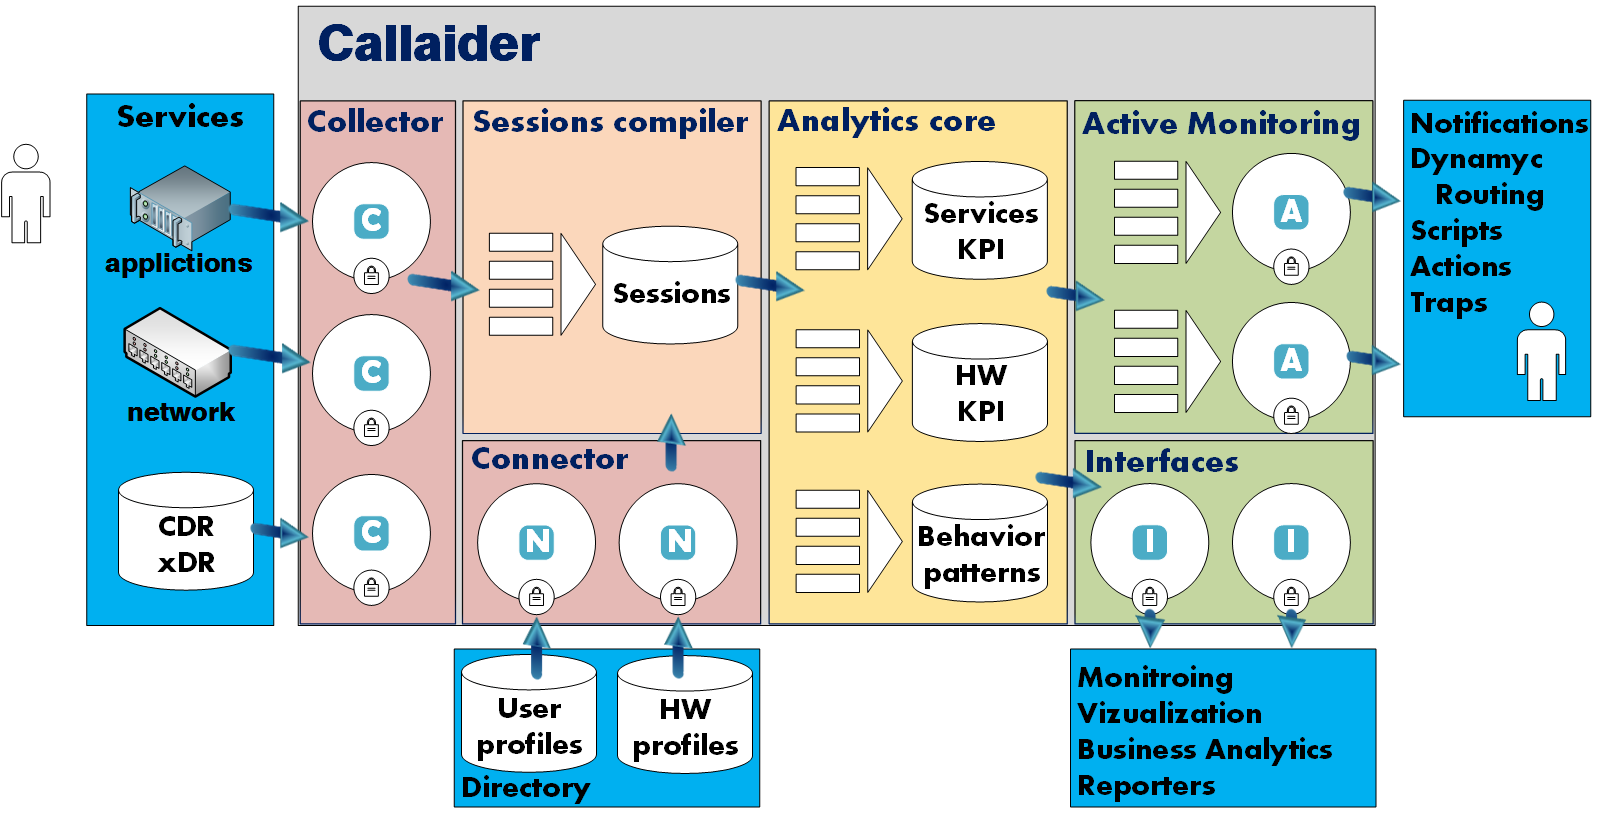 Callaider
Services
applictions
network
CDR
xDR
Collector
C
C
C
Sessions compiler
Sessions
Connector
N
N
User
profiles
HW
profiles
Directory
Analytics core
Services
KPI
HW
KPI
Behavior
patterns
Active Monitoring
A
A
Interfaces
I
I
Notifications
Dynamyc
Routing
Scripts
Actions
Traps
Monitroing
Vizualization
Business Analytics
Reporters